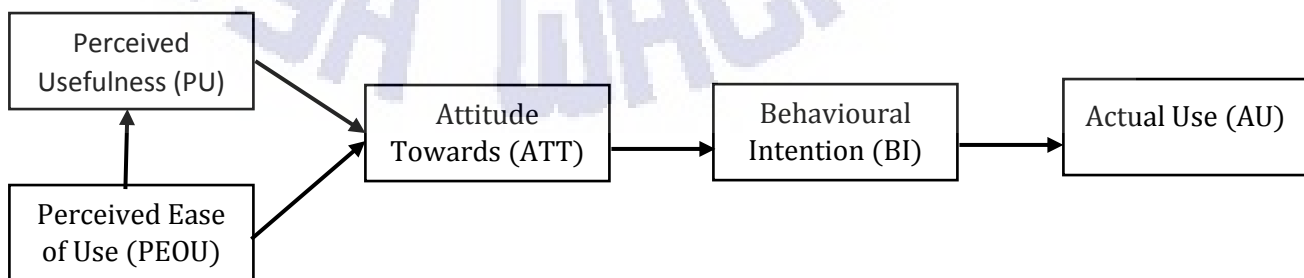 Perceived
Usefulness (PU)
Perceived Ease
of Use (PEOU)
Attitude
Towards (ATT)
Behavioural
Intention (BI)
Actual Use (AU)